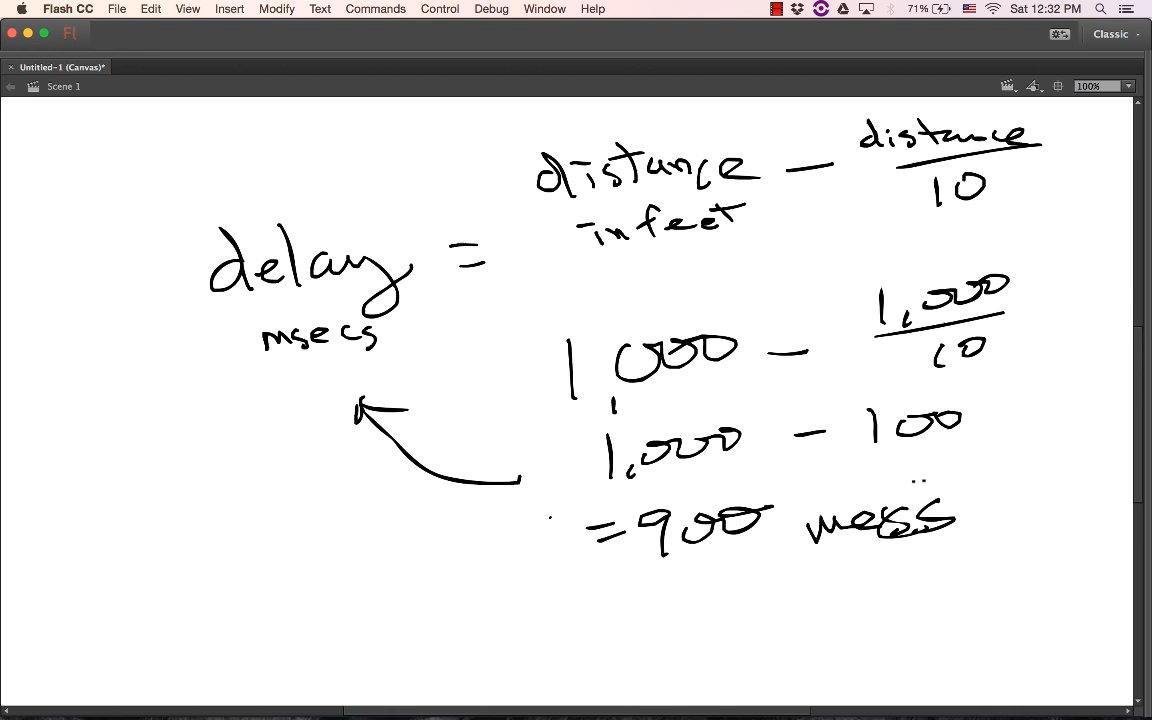 Flash CC File Edit View Insert Modify Text Commands Control Debug Window Help 71% Sat 12:32 PM
Fl Classic
× Untitled-1 (Canvas)*
Scene 1 100%
distance - distance/10
in feet
delay =
msecs
1,000 - 1,000/10
1,000 - 100
= 900